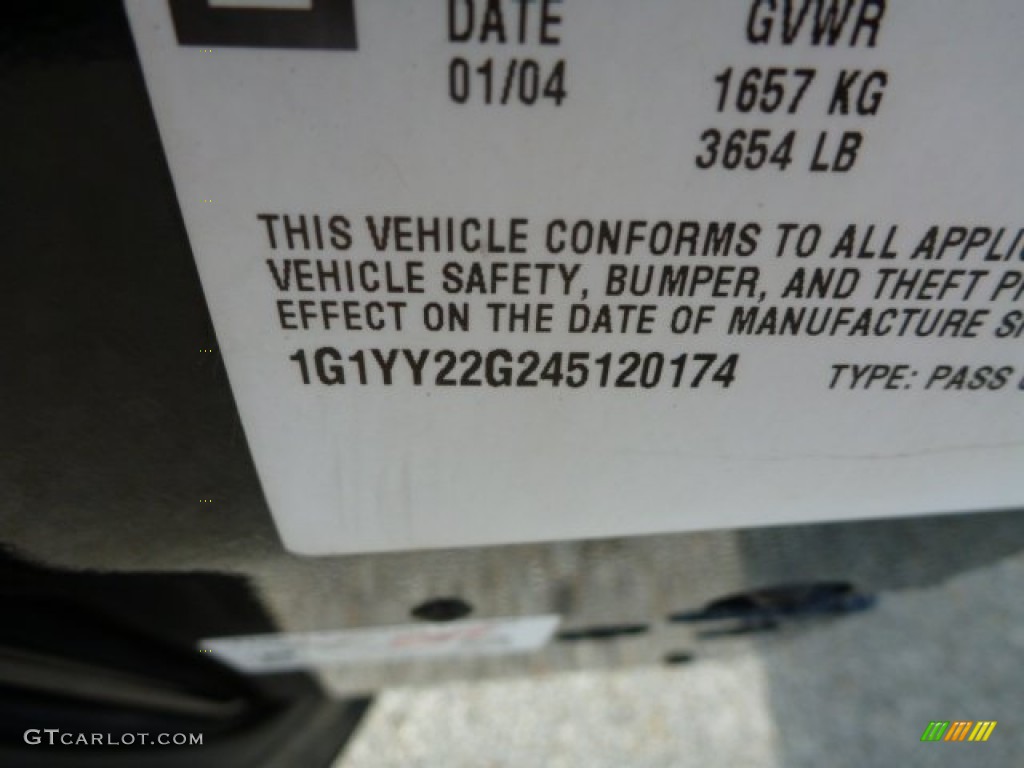 DATE GVWR
01/04 1657 KG
3654 LB
THIS VEHICLE CONFORMS TO ALL
VEHICLE SAFETY, BUMPER, AND THEFT
EFFECT ON THE DATE OF MANUFACTURE
1G1YY22G245120174 TYPE: PASS
GTCARLOT.COM